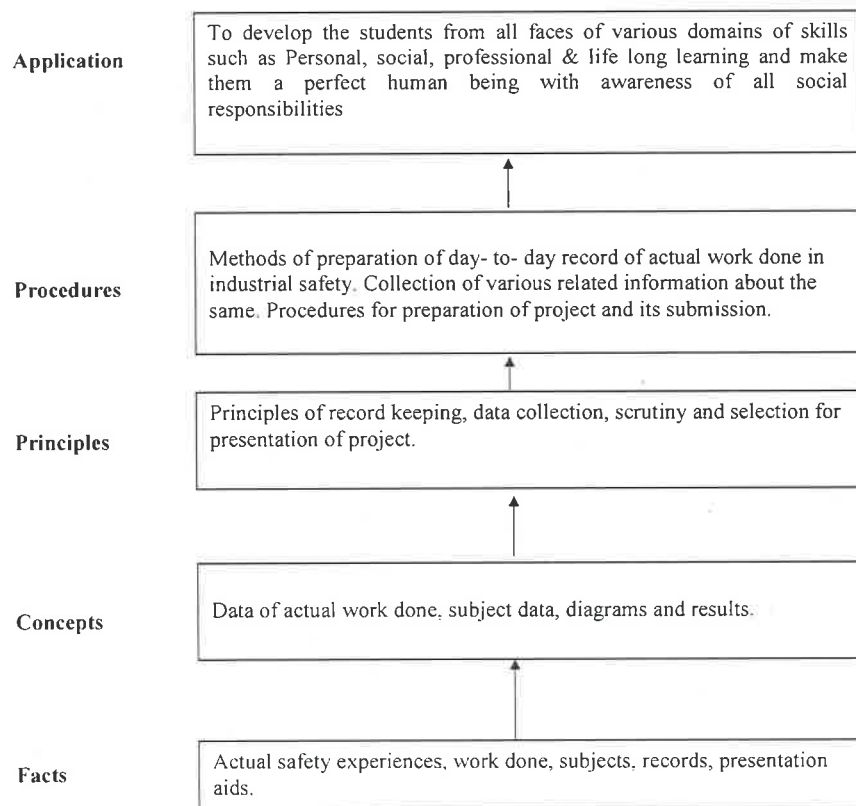 Application
To develop the students from all faces of various domains of skills
such as Personal, social, professional & life long learning and make
them a perfect human being with awareness of all social
responsibilities
Procedures
Methods of preparation of day- to- day record of actual work done in
industrial safety. Collection of various related information about the
same. Procedures for preparation of project and its submission.
Principles
Principles of record keeping, data collection, scrutiny and selection for
presentation of project.
Concepts
Data of actual work done, subject data, diagrams and results.
Facts
Actual safety experiences, work done, subjects, records, presentation
aids.